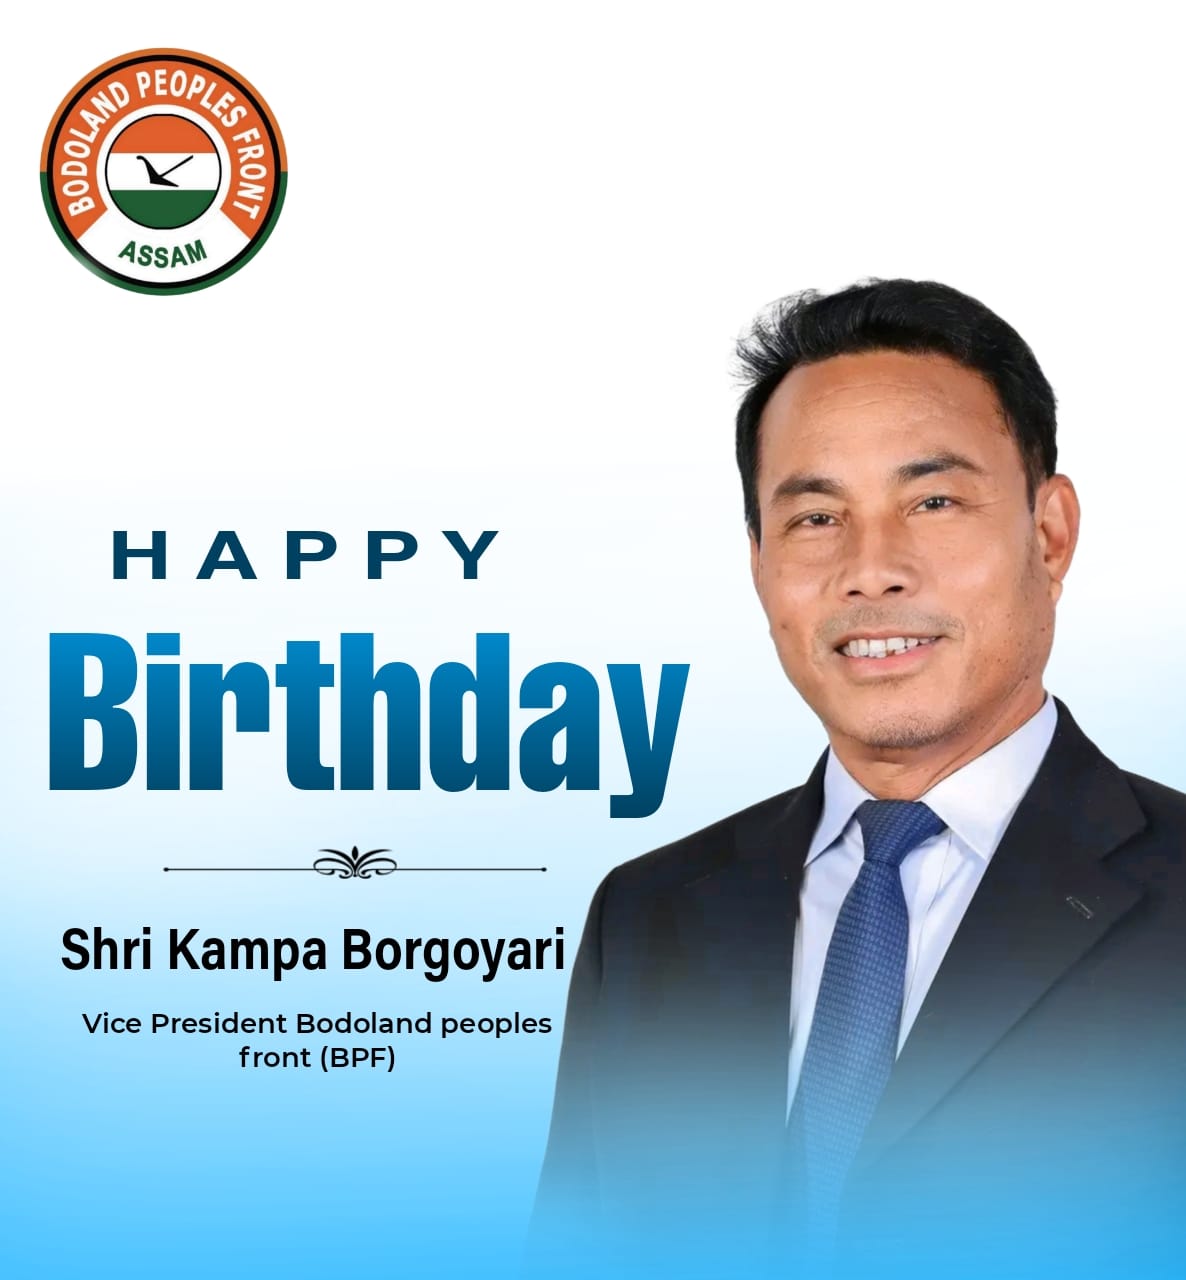 BODOLAND PEOPLES FRONT
ASSAM
HAPPY
Birthday
Shri Kampa Borgoyari
Vice President Bodoland peoples
front (BPF)